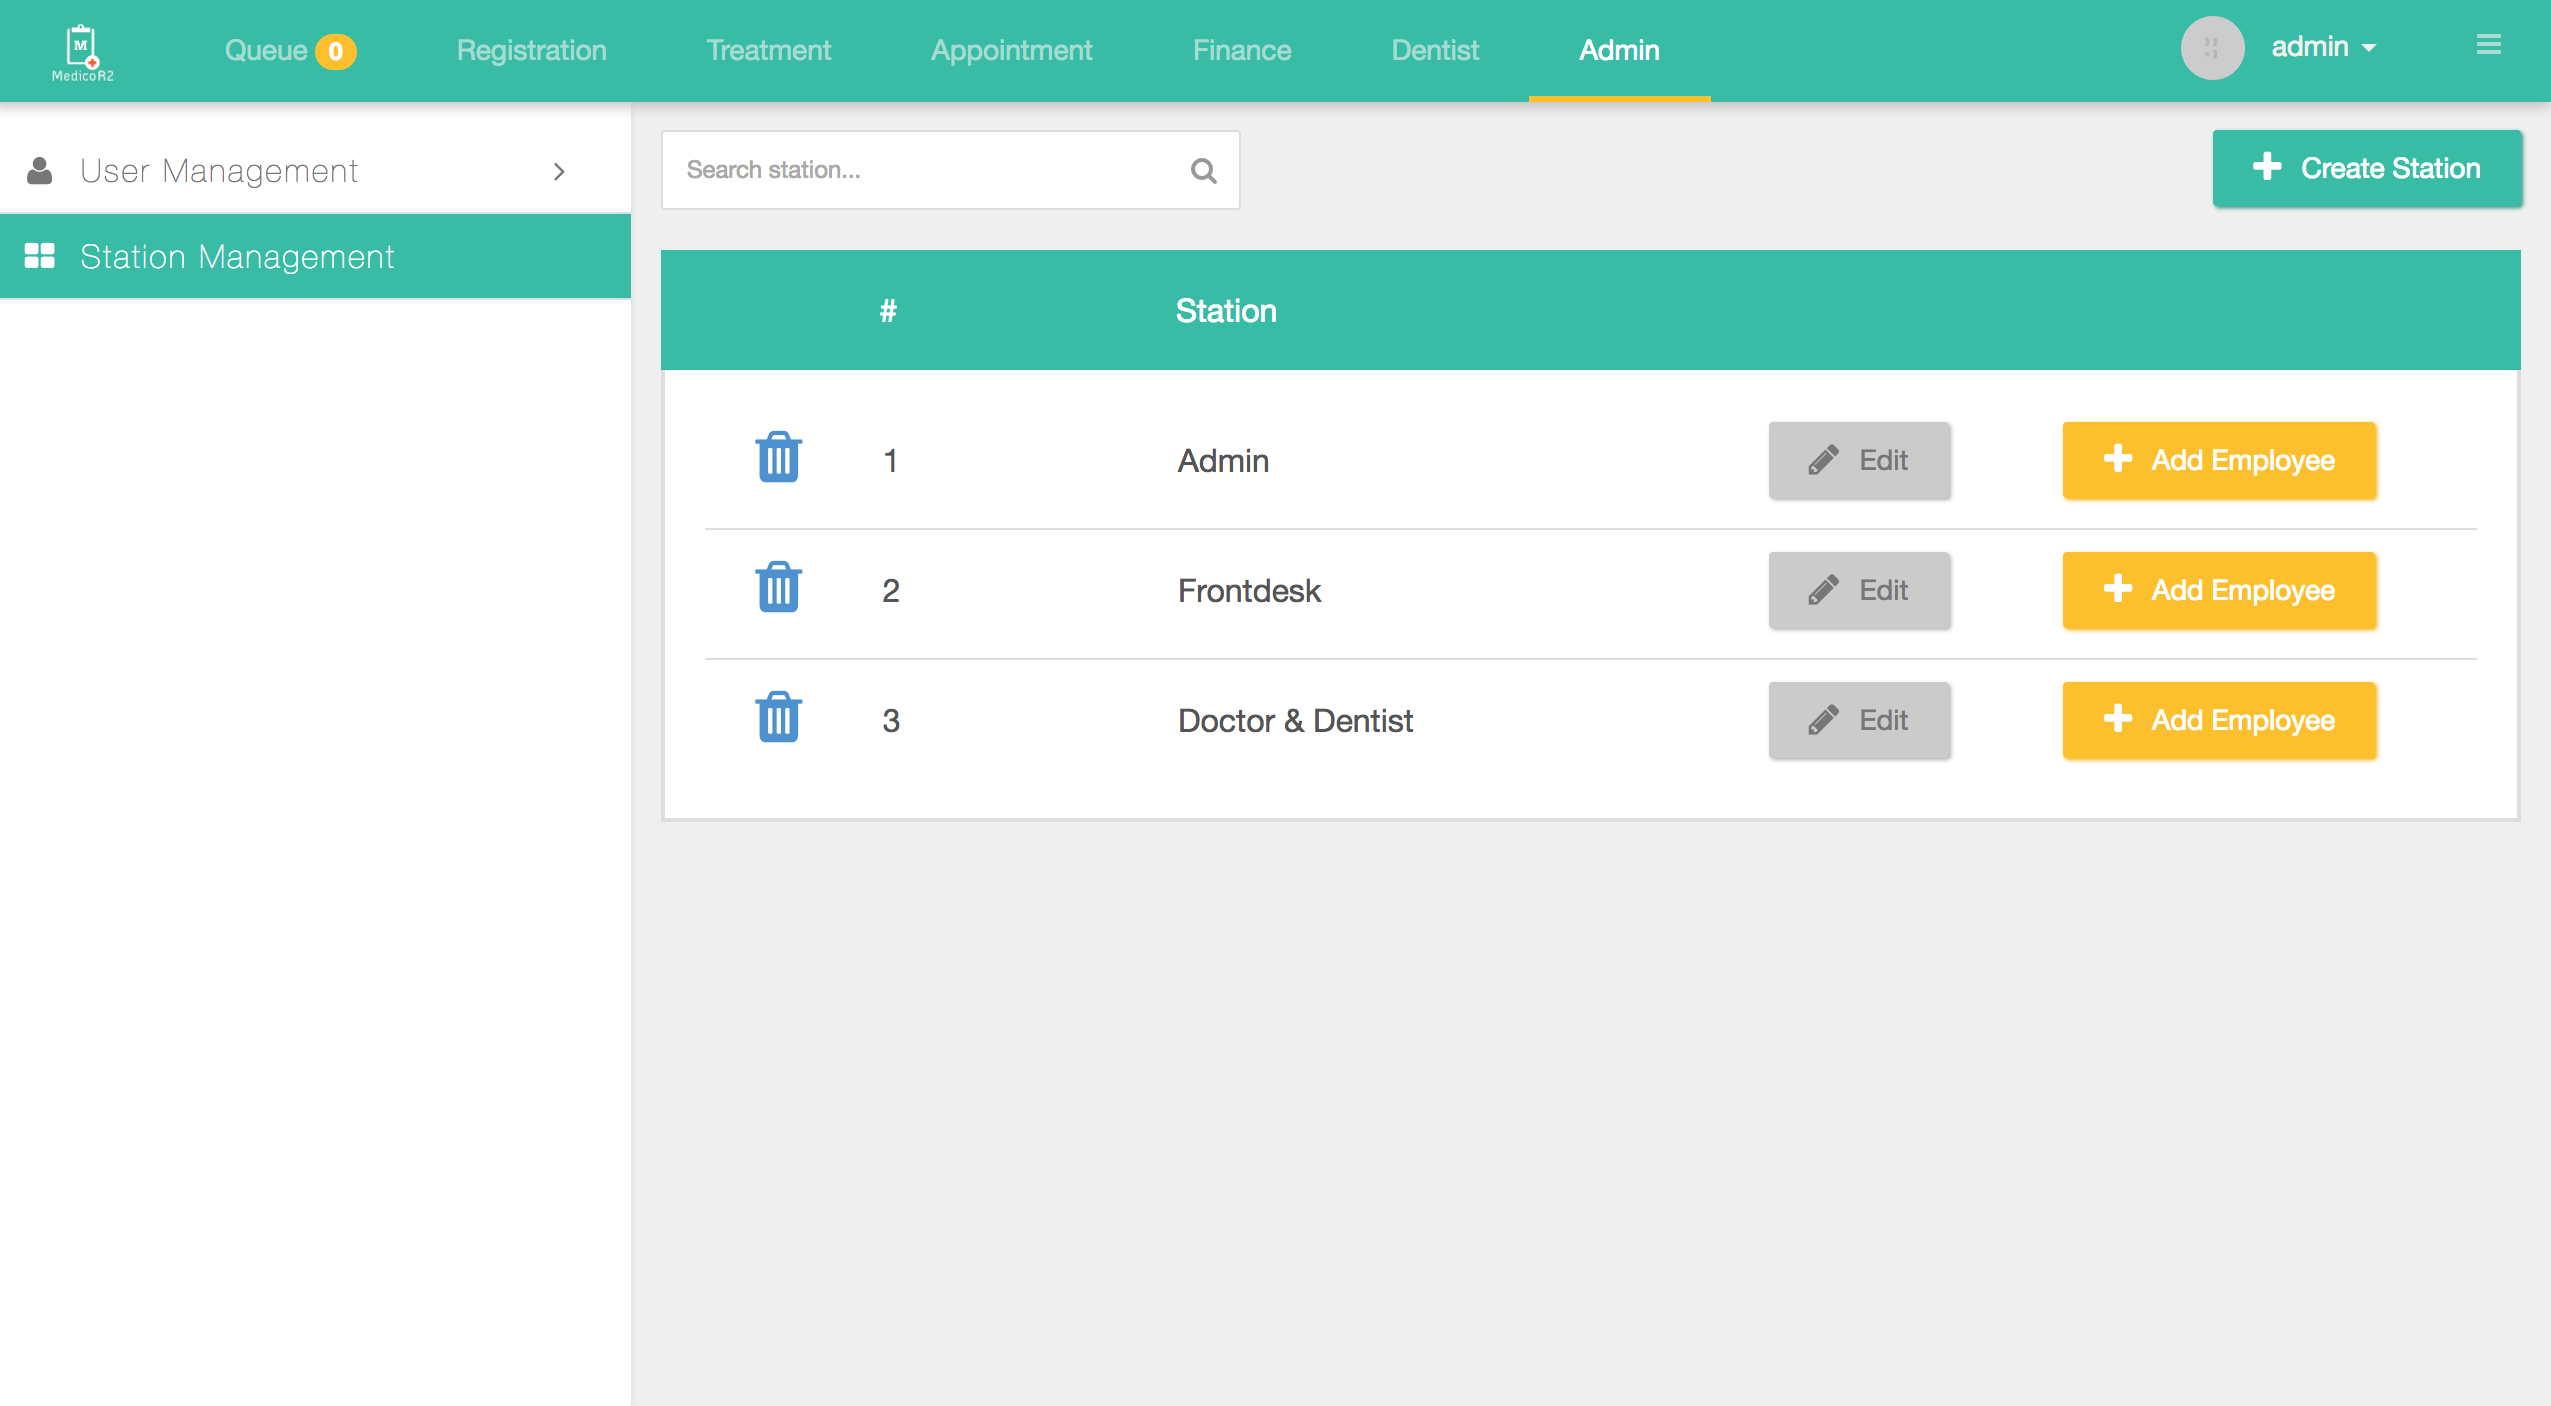 M
MedicoR2
Queue 0
Registration
Treatment
Appointment
Finance
Dentist
Admin
admin
User Management
Station Management
Search station...
Create Station
# Station
1 Admin Edit Add Employee
2 Frontdesk Edit Add Employee
3 Doctor & Dentist Edit Add Employee